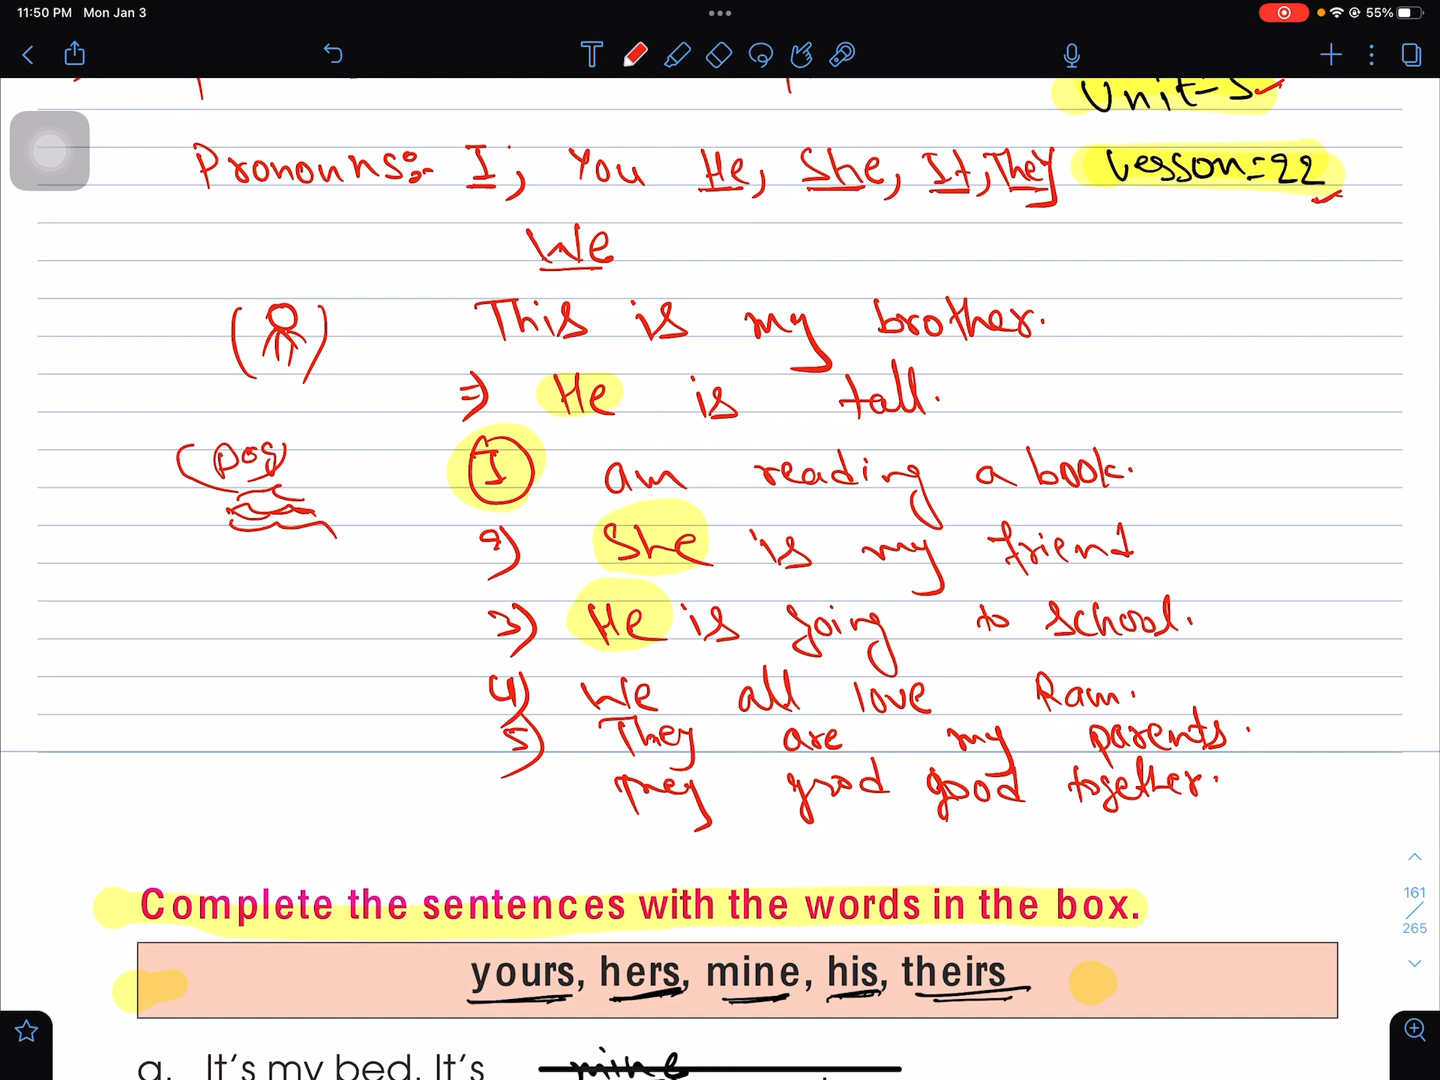 11:50 PM Mon Jan 3
55%
Unit-5
Pronouns:- I, You He, She, It, They
Lesson=22
We
This is my brother.
⇒ He is tall.
(Dog)
I am reading a book.
2) She is my friend
3) He is going to school.
4) We all love Ram.
5) They are my parents.
They good together.
161
/
265
Complete the sentences with the words in the box.
yours, hers, mine, his, theirs
a. It's my bed. It's mine.